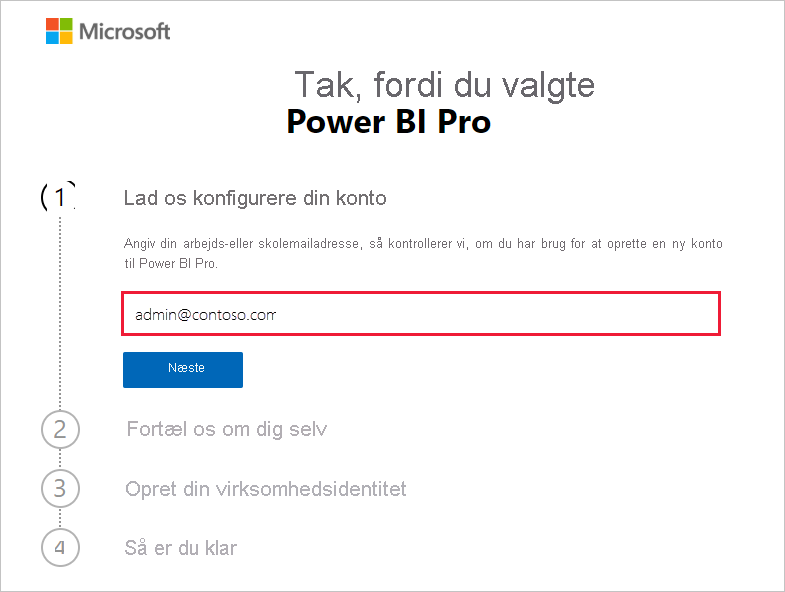 Microsoft
Tak, fordi du valgte
Power BI Pro
1 Lad os konfigurere din konto
Angiv din arbejds-eller skolemailadresse, så kontrollerer vi, om du har brug for at oprette en ny konto
til Power BI Pro.
admin@contoso.com
Næste
2 Fortæl os om dig selv
3 Opret din virksomhedsidentitet
4 Så er du klar